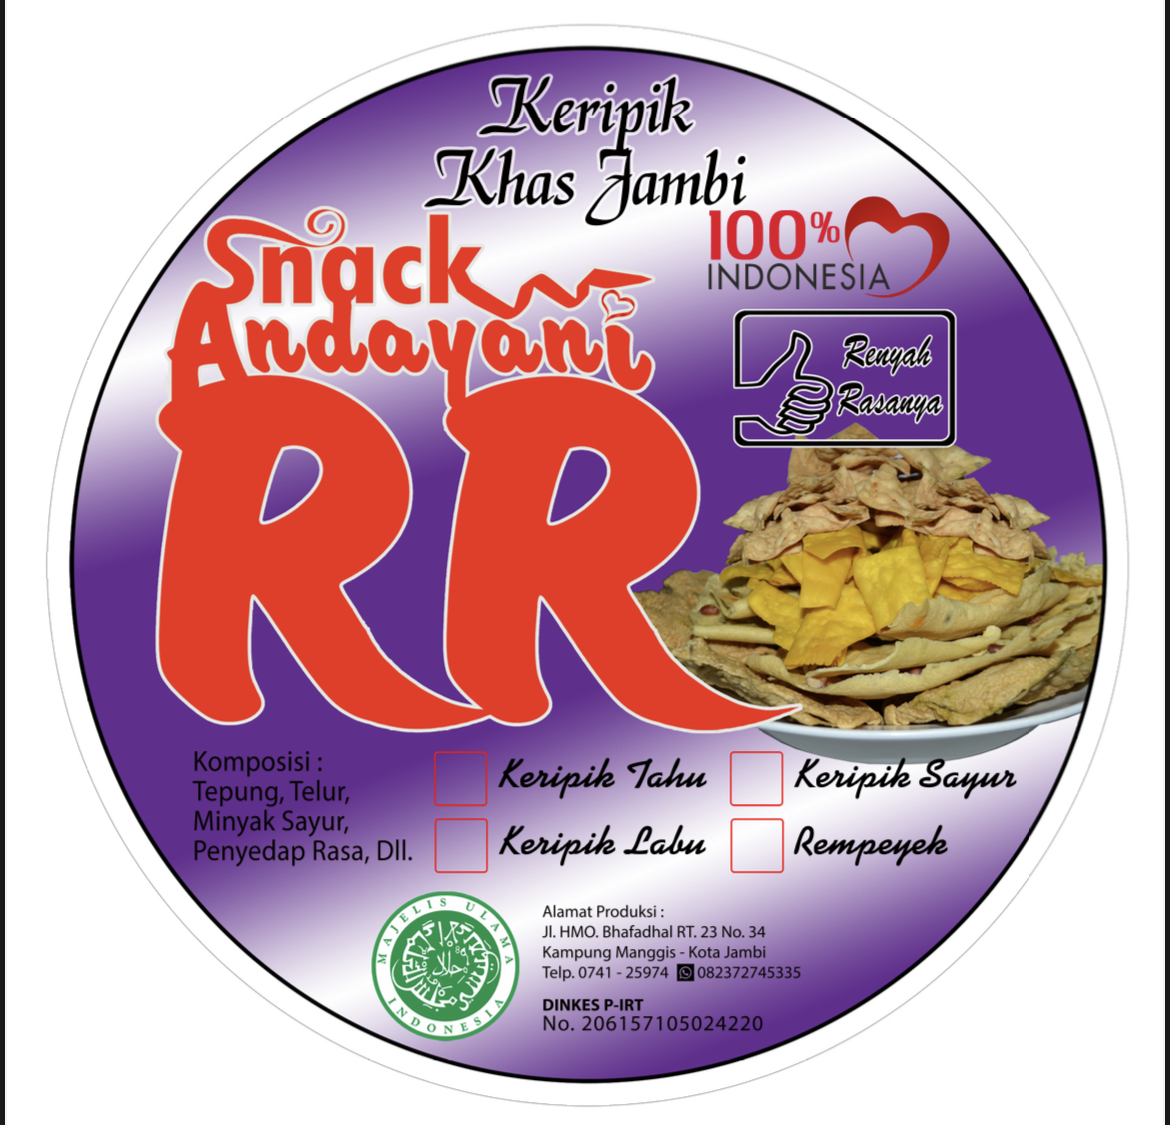 Keripik
Khas Jambi
Snack
Andayani
RR
100%
INDONESIA
Renyah
Rasanya
Komposisi :
Tepung, Telur,
Minyak Sayur,
Penyedap Rasa, Dll.
Keripik Tahu
Keripik Sayur
Keripik Labu
Rempeyek
MAJELIS ULAMA
INDONESIA
حلال
Alamat Produksi :
Jl. HMO. Bhafadhal RT. 23 No. 34
Kampung Manggis - Kota Jambi
Telp. 0741 - 25974 082372745335
DINKES P-IRT
No. 206157105024220